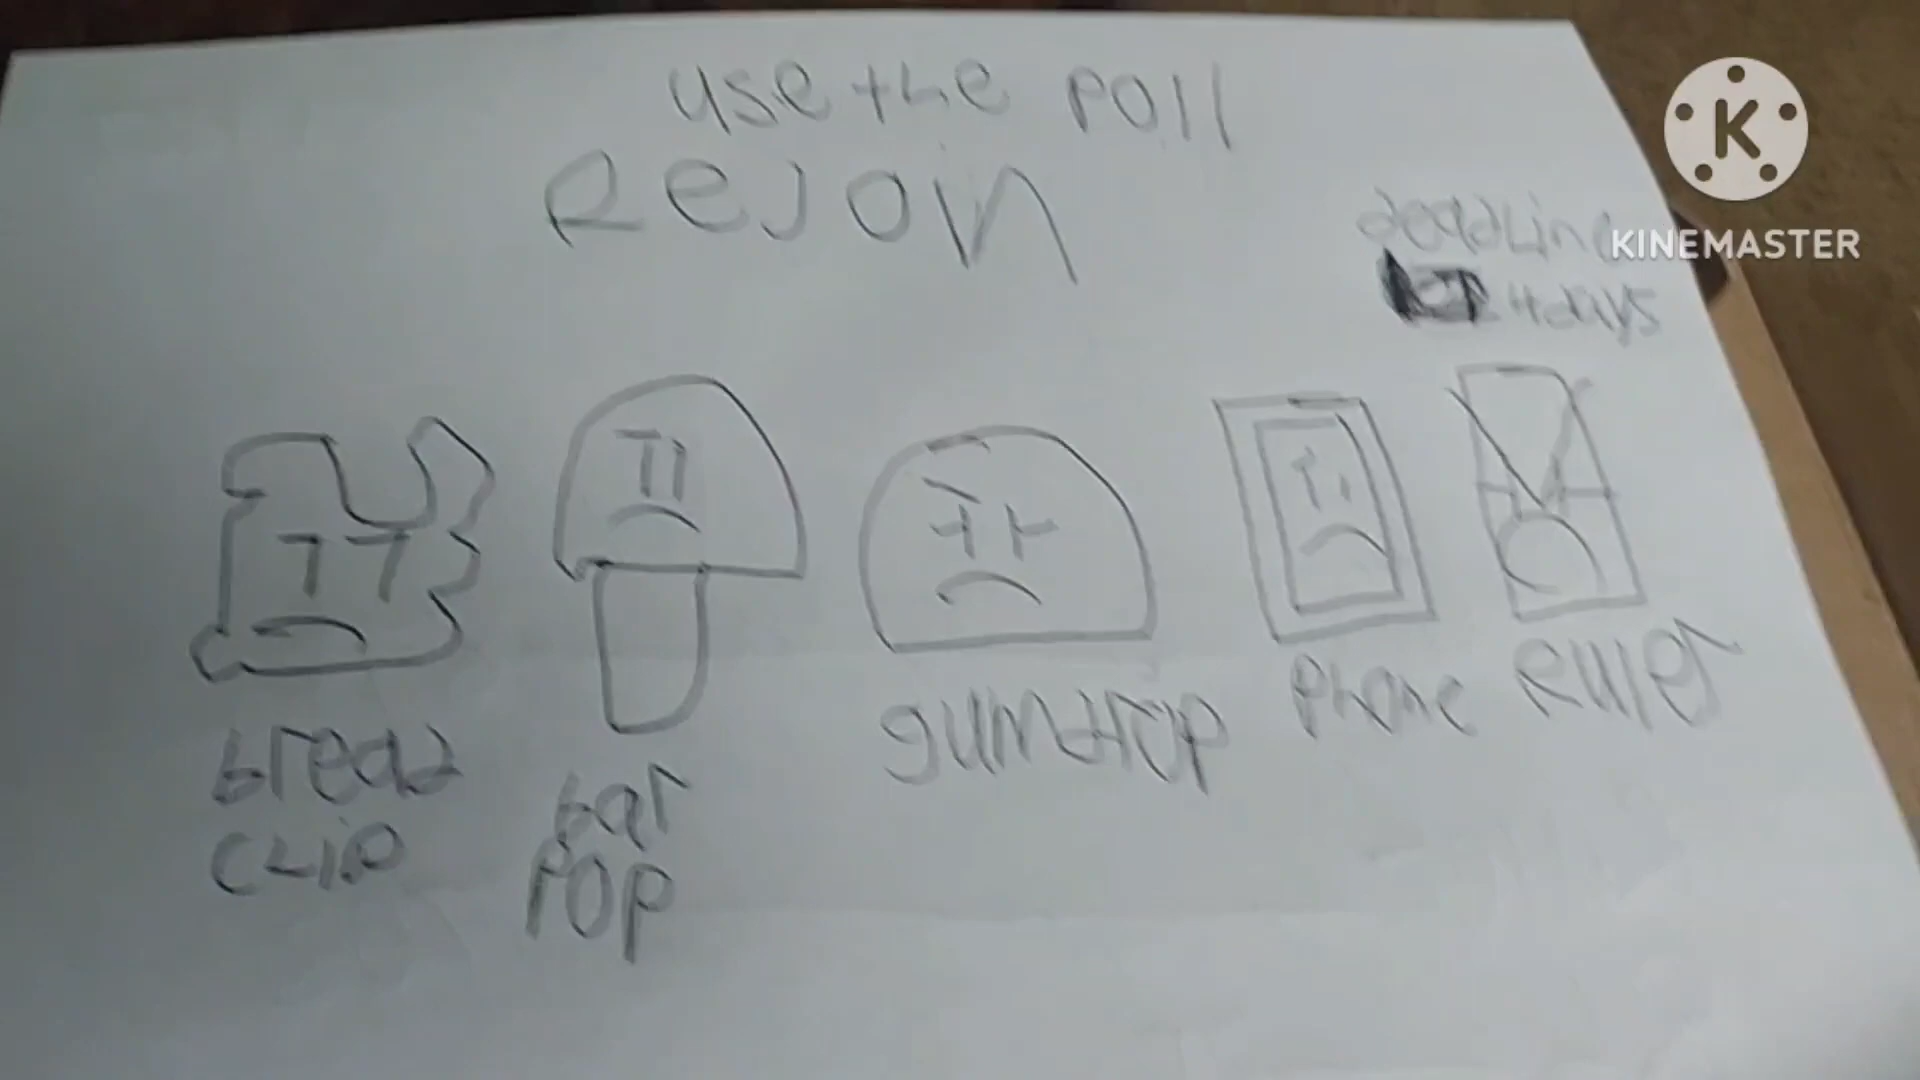 use the poll
Rejoin
deadline
4 days
bread
clip
bar
pop
gumdrop
phone
Ruler
K
KINEMASTER